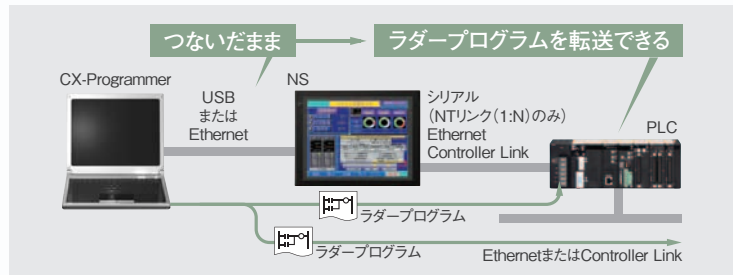 つないだまま
ラダープログラムを転送できる
CX-Programmer
USB
または
Ethernet
NS
シリアル
（NTリンク（1:N）のみ）
Ethernet
Controller Link
PLC
ラダープログラム
ラダープログラム
EthernetまたはController Link